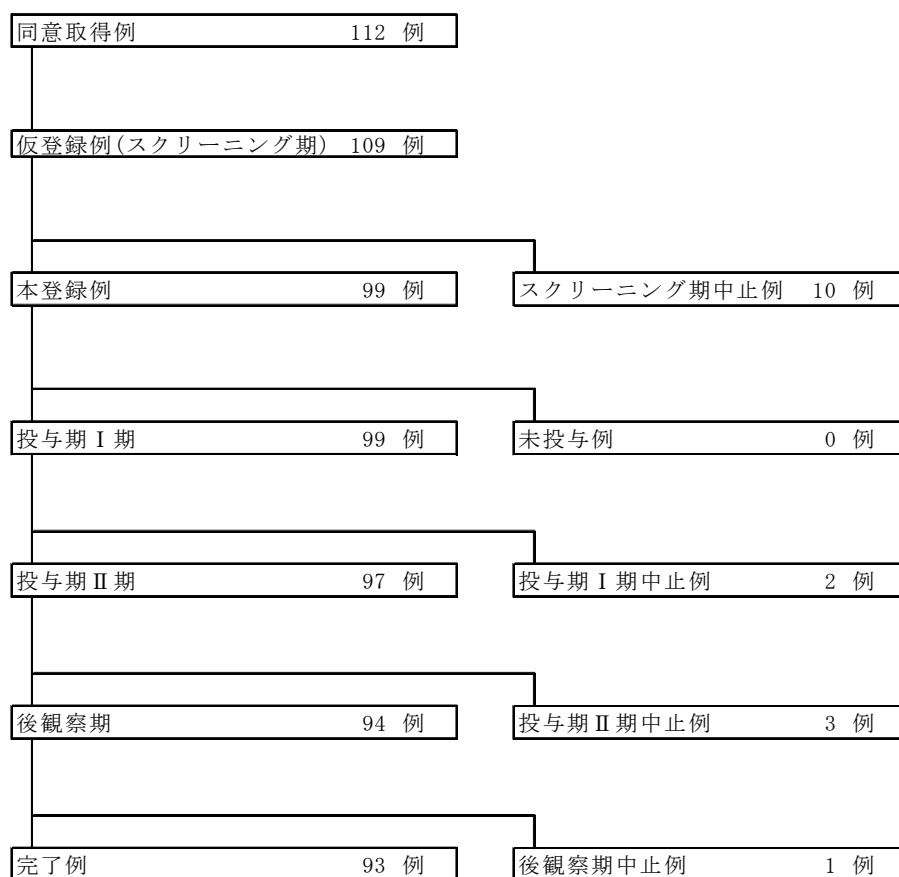 同意取得例 112 例
仮登録例(スクリーニング期) 109 例
本登録例 99 例
スクリーニング期中止例 10 例
投与期Ⅰ期 99 例
未投与例 0 例
投与期Ⅱ期 97 例
投与期Ⅰ期中止例 2 例
後観察期 94 例
投与期Ⅱ期中止例 3 例
完了例 93 例
後観察期中止例 1 例